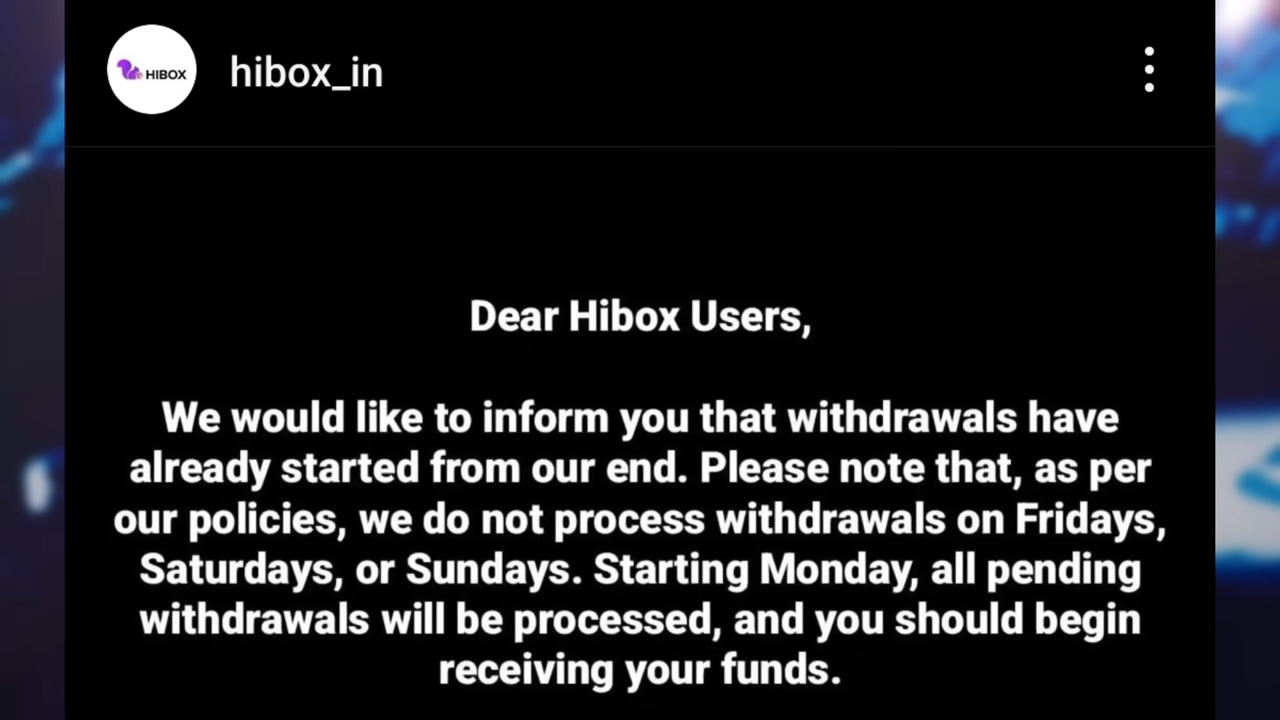 HIBOX
hibox_in
Dear Hibox Users,
We would like to inform you that withdrawals have
already started from our end. Please note that, as per
our policies, we do not process withdrawals on Fridays,
Saturdays, or Sundays. Starting Monday, all pending
withdrawals will be processed, and you should begin
receiving your funds.